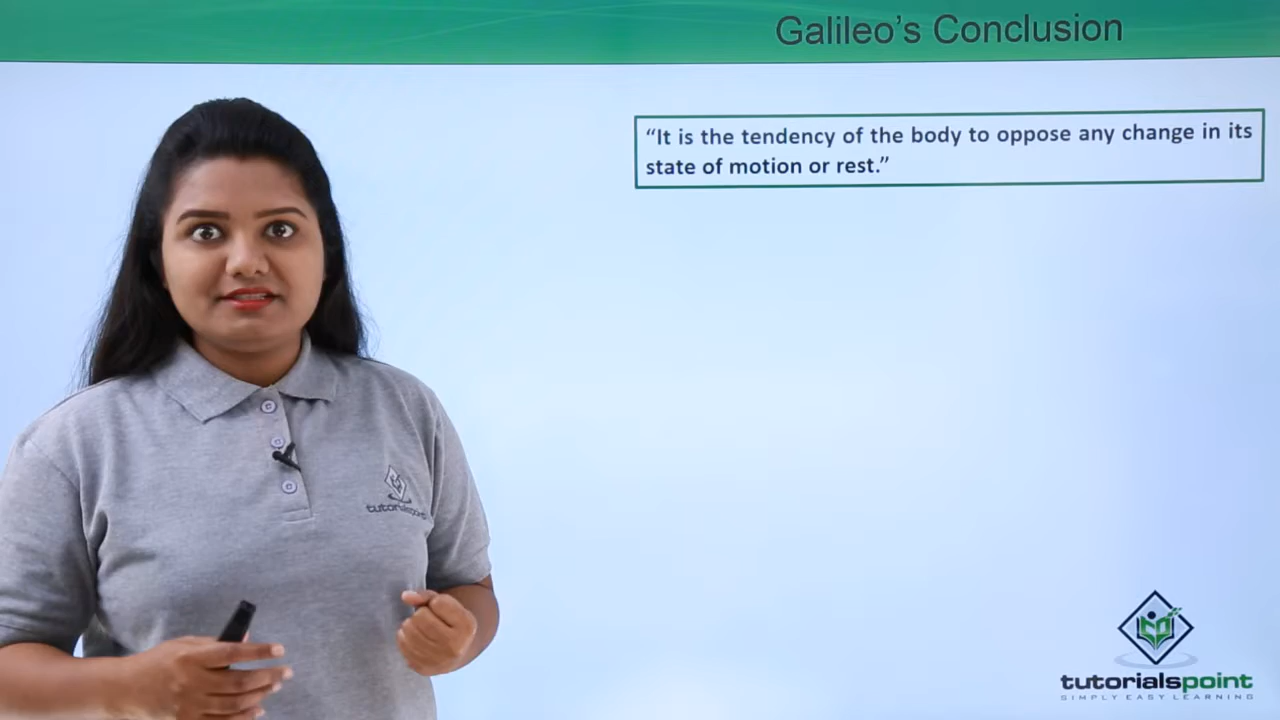 Galileo's Conclusion
“It is the tendency of the body to oppose any change in its
state of motion or rest.”
tutorialspoint
tutorialspoint
SIMPLY EASY LEARNING